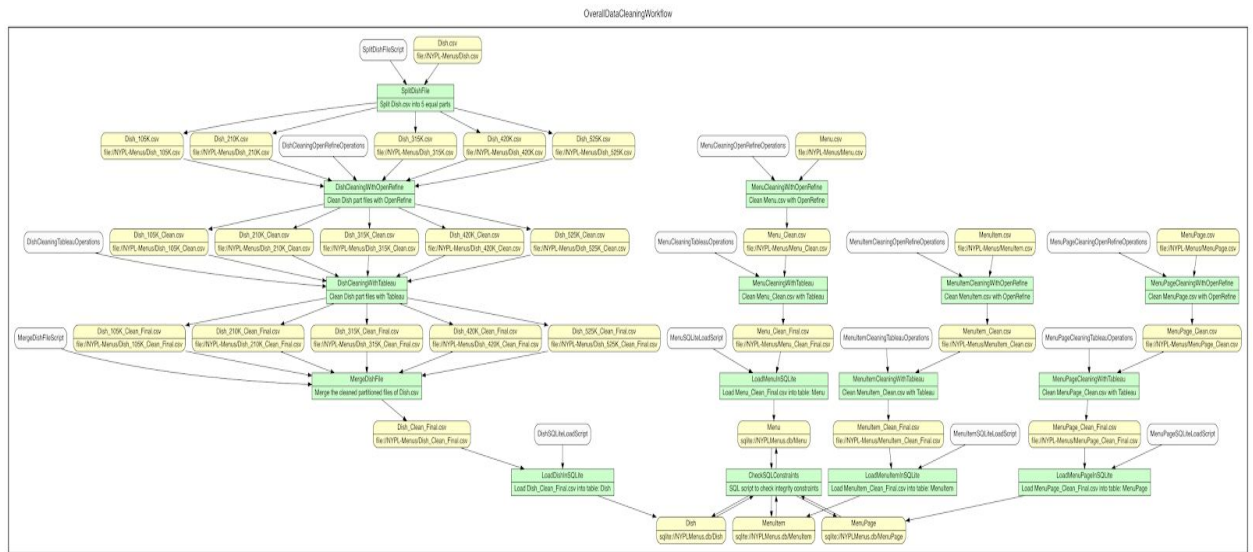 OverallDataCleaningWorkflow
SplitDishFileScript
Dish.csv
file://NYPL-Menus/Dish.csv
SplitDishFile
Split Dish.csv into 5 equal parts
Dish_105K.csv
file://NYPL-Menus/Dish_105K.csv
Dish_210K.csv
file://NYPL-Menus/Dish_210K.csv
DishCleaningOpenRefineOperations
Dish_315K.csv
file://NYPL-Menus/Dish_315K.csv
Dish_420K.csv
file://NYPL-Menus/Dish_420K.csv
Dish_525K.csv
file://NYPL-Menus/Dish_525K.csv
MenuCleaningOpenRefineOperations
Menu.csv
file://NYPL-Menus/Menu.csv
DishCleaningWithOpenRefine
Clean Dish part files with OpenRefine
MenuCleaningWithOpenRefine
Clean Menu.csv with OpenRefine
DishCleaningTableauOperations
Dish_105K_Clean.csv
file://NYPL-Menus/Dish_105K_Clean.csv
Dish_210K_Clean.csv
file://NYPL-Menus/Dish_210K_Clean.csv
Dish_315K_Clean.csv
file://NYPL-Menus/Dish_315K_Clean.csv
Dish_420K_Clean.csv
file://NYPL-Menus/Dish_420K_Clean.csv
Dish_525K_Clean.csv
file://NYPL-Menus/Dish_525K_Clean.csv
MenuCleaningTableauOperations
Menu_Clean.csv
file://NYPL-Menus/Menu_Clean.csv
MenuItemCleaningOpenRefineOperations
MenuItem.csv
file://NYPL-Menus/MenuItem.csv
MenuPageCleaningOpenRefineOperations
MenuPage.csv
file://NYPL-Menus/MenuPage.csv
DishCleaningWithTableau
Clean Dish part files with Tableau
MenuCleaningWithTableau
Clean Menu_Clean.csv with Tableau
MenuItemCleaningWithOpenRefine
Clean MenuItem.csv with OpenRefine
MenuPageCleaningWithOpenRefine
Clean MenuPage.csv with OpenRefine
MergeDishFileScript
Dish_105K_Clean_Final.csv
file://NYPL-Menus/Dish_105K_Clean_Final.csv
Dish_210K_Clean_Final.csv
file://NYPL-Menus/Dish_210K_Clean_Final.csv
Dish_315K_Clean_Final.csv
file://NYPL-Menus/Dish_315K_Clean_Final.csv
Dish_420K_Clean_Final.csv
file://NYPL-Menus/Dish_420K_Clean_Final.csv
Dish_525K_Clean_Final.csv
file://NYPL-Menus/Dish_525K_Clean_Final.csv
MenuSQLiteLoadScript
Menu_Clean_Final.csv
file://NYPL-Menus/Menu_Clean_Final.csv
MenuItemCleaningTableauOperations
MenuItem_Clean.csv
file://NYPL-Menus/MenuItem_Clean.csv
MenuPageCleaningTableauOperations
MenuPage_Clean.csv
file://NYPL-Menus/MenuPage_Clean.csv
MergeDishFile
Merge the cleaned partitioned files of Dish.csv
LoadMenuInSQLite
Load Menu_Clean_Final.csv into table: Menu
MenuItemCleaningWithTableau
Clean MenuItem_Clean.csv with Tableau
MenuPageCleaningWithTableau
Clean MenuPage_Clean.csv with Tableau
Dish_Clean_Final.csv
file://NYPL-Menus/Dish_Clean_Final.csv
DishSQLiteLoadScript
Menu
sqlite://NYPLMenus.db/Menu
MenuItem_Clean_Final.csv
file://NYPL-Menus/MenuItem_Clean_Final.csv
MenuItemSQLiteLoadScript
MenuPage_Clean_Final.csv
file://NYPL-Menus/MenuPage_Clean_Final.csv
MenuPageSQLiteLoadScript
LoadDishInSQLite
Load Dish_Clean_Final.csv into table: Dish
CheckSQLConstraints
SQL script to check integrity constraints
LoadMenuItemInSQLite
Load MenuItem_Clean_Final.csv into table: MenuItem
LoadMenuPageInSQLite
Load MenuPage_Clean_Final.csv into table: MenuPage
Dish
sqlite://NYPLMenus.db/Dish
MenuItem
sqlite://NYPLMenus.db/MenuItem
MenuPage
sqlite://NYPLMenus.db/MenuPage